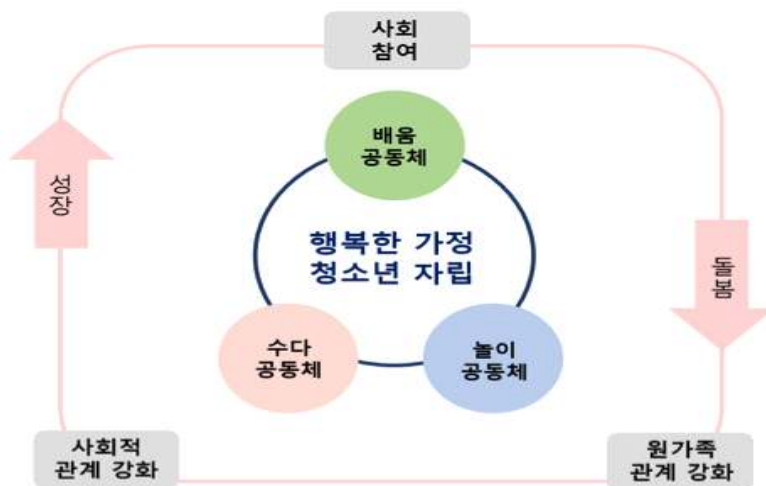 사회
참여
배움
공동체
성장
행복한 가정
청소년 자립
돌봄
수다
공동체
놀이
공동체
사회적
관계 강화
원가족
관계 강화